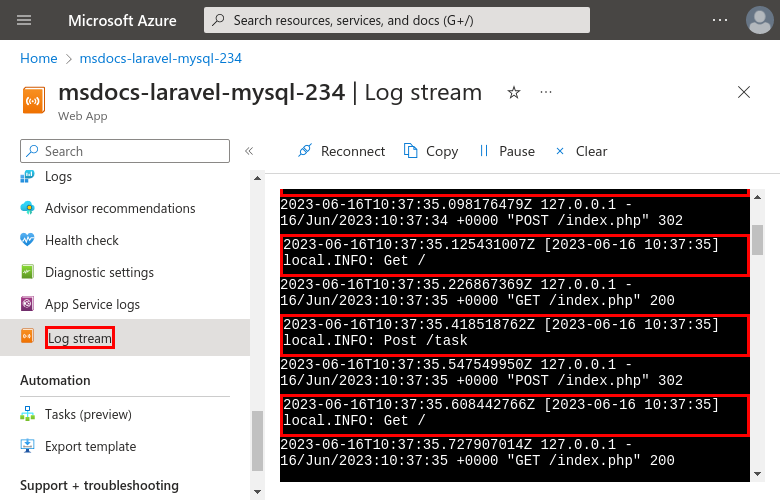 Microsoft Azure
Search resources, services, and docs (G+/)
···
Home > msdocs-laravel-mysql-234
msdocs-laravel-mysql-234 | Log stream
···
Web App
Search
«
Reconnect
Copy
Pause
Clear
Logs
Advisor recommendations
Health check
Diagnostic settings
App Service logs
Log stream
Automation
Tasks (preview)
Export template
Support + troubleshooting
2023-06-16T10:37:35.098176479Z 127.0.0.1 -
16/Jun/2023:10:37:34 +0000 "POST /index.php" 302
2023-06-16T10:37:35.125431007Z [2023-06-16 10:37:35]
local.INFO: Get /
2023-06-16T10:37:35.226867369Z 127.0.0.1 -
16/Jun/2023:10:37:35 +0000 "GET /index.php" 200
2023-06-16T10:37:35.418518762Z [2023-06-16 10:37:35]
local.INFO: Post /task
2023-06-16T10:37:35.547549950Z 127.0.0.1 -
16/Jun/2023:10:37:35 +0000 "POST /index.php" 302
2023-06-16T10:37:35.608442766Z [2023-06-16 10:37:35]
local.INFO: Get /
2023-06-16T10:37:35.727907014Z 127.0.0.1 -
16/Jun/2023:10:37:35 +0000 "GET /index.php" 200